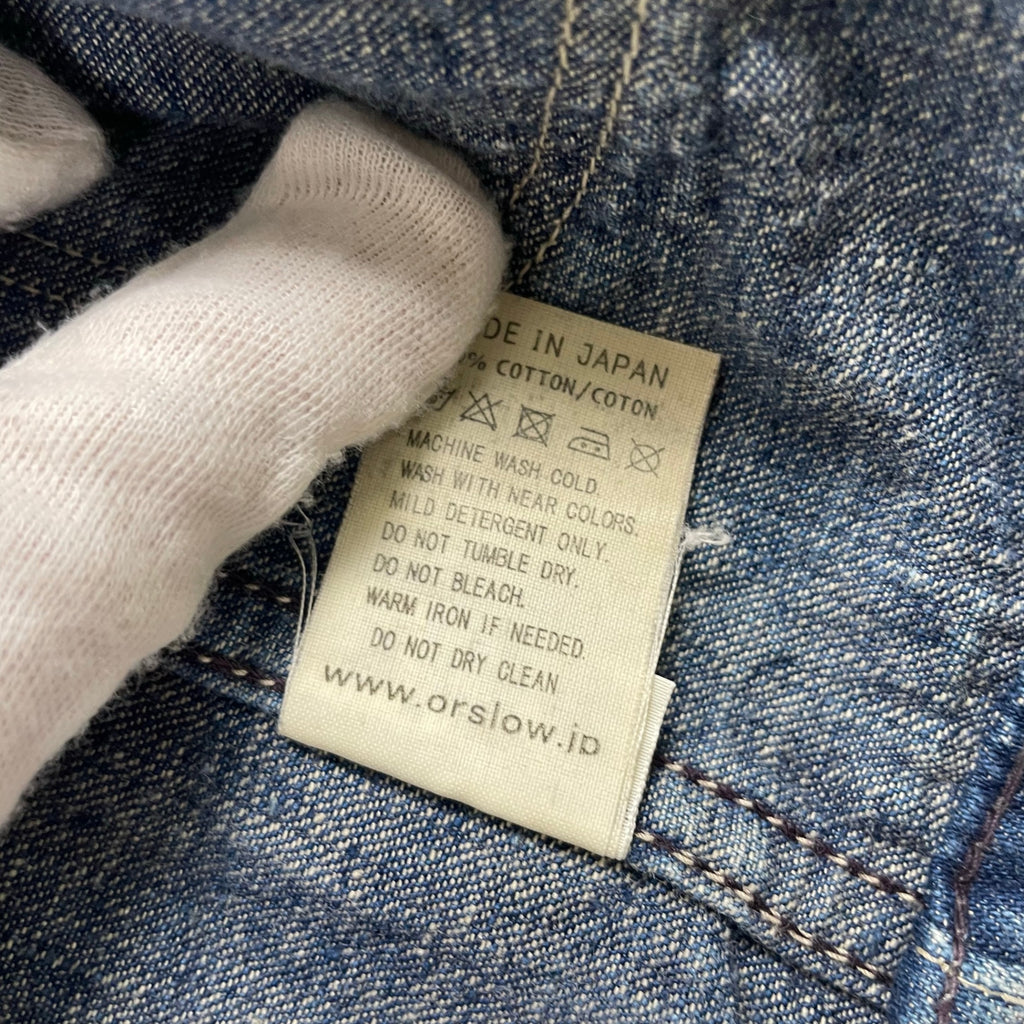 DE IN JAPAN
% COTTON/COTON
MACHINE WASH COLD.
WASH WITH NEAR COLORS.
MILD DETERGENT ONLY.
DO NOT TUMBLE DRY.
DO NOT BLEACH.
WARM IRON IF NEEDED.
DO NOT DRY CLEAN
www.orslow.jp